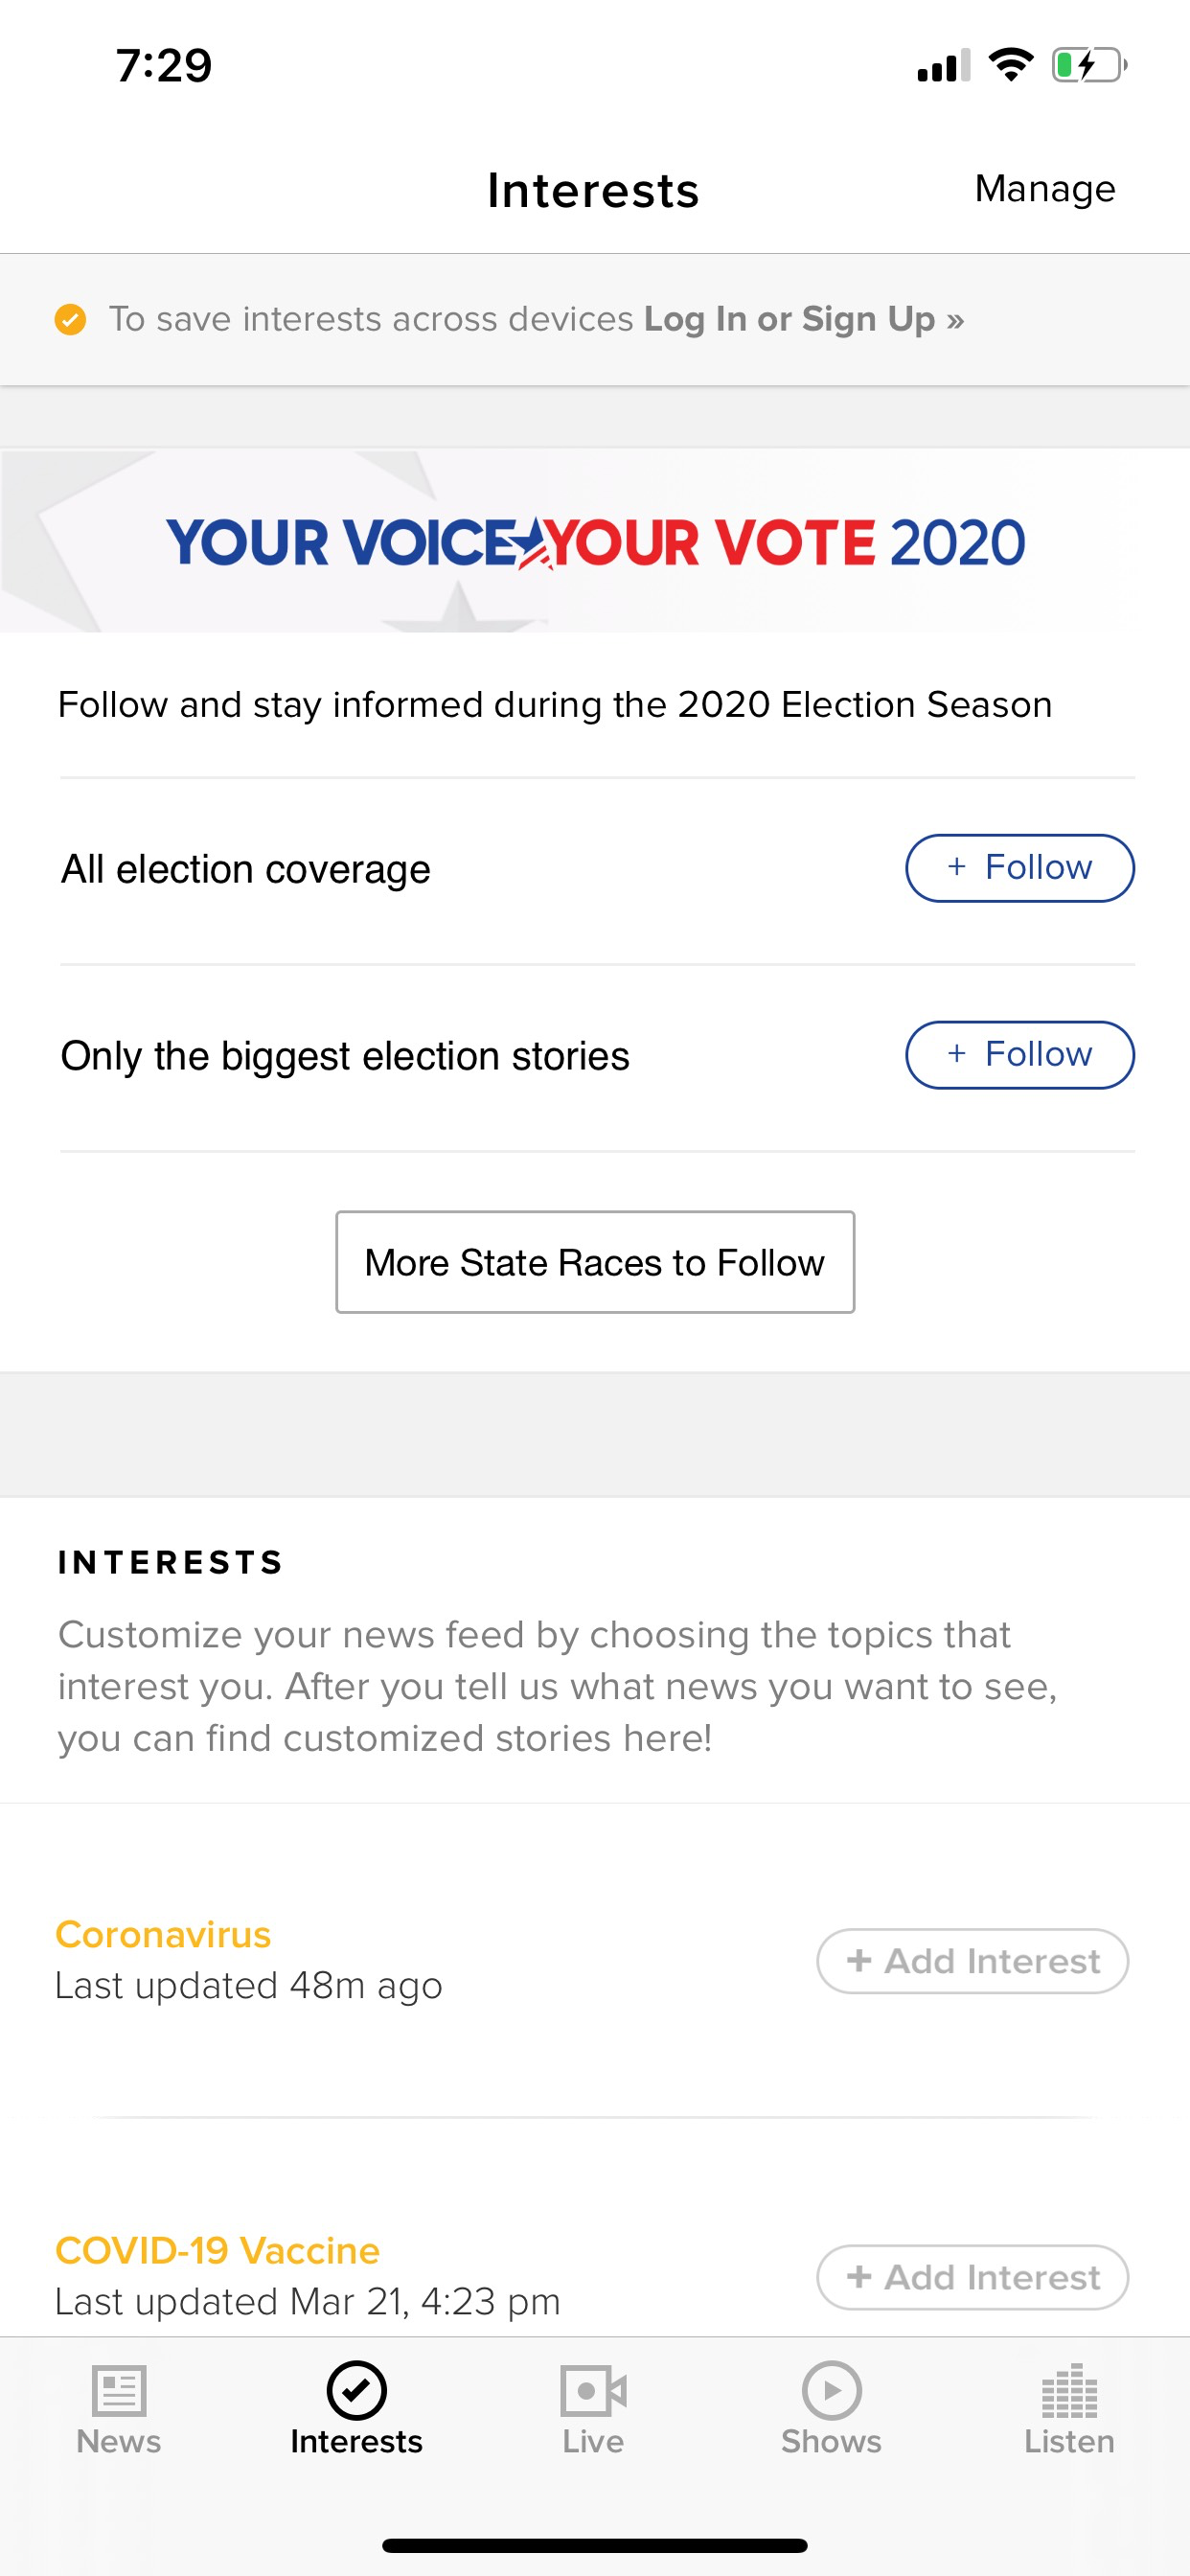 7:29
Interests
Manage
To save interests across devices Log In or Sign Up »
YOUR VOICE YOUR VOTE 2020
Follow and stay informed during the 2020 Election Season
All election coverage
+ Follow
Only the biggest election stories
+ Follow
More State Races to Follow
INTERESTS
Customize your news feed by choosing the topics that
interest you. After you tell us what news you want to see,
you can find customized stories here!
Coronavirus
Last updated 48m ago
+ Add Interest
COVID-19 Vaccine
Last updated Mar 21, 4:23 pm
+ Add Interest
News
Interests
Live
Shows
Listen